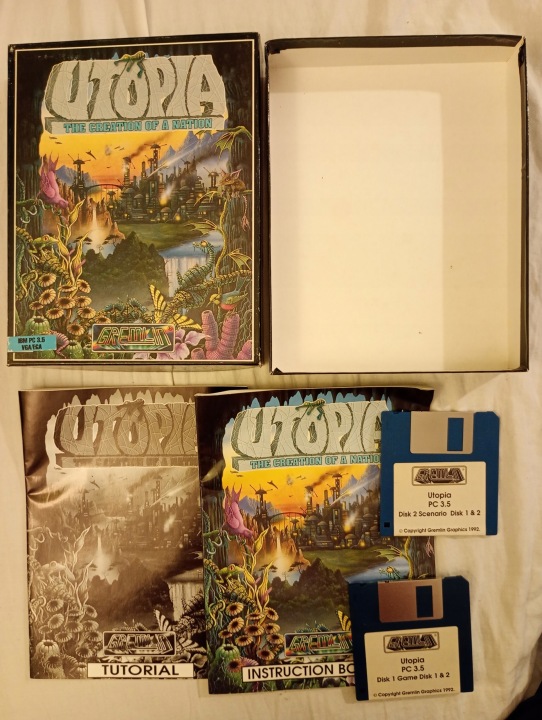 UTOPIA
THE CREATION OF A NATION
GREMLIN
IBM PC 3.5
VGA/EGA
UTOPIA
GREMLIN
TUTORIAL
UTOPIA
THE CREATION OF A NATI
GREMLIN
INSTRUCTION BO
GREMLIN
Utopia
PC 3.5
Disk 2 Scenario Disk 1 & 2
© Copyright Gremlin Graphics 1992.
GREMLIN
Utopia
PC 3.5
Disk 1 Game Disk 1 & 2
© Copyright Gremlin Graphics 1992.